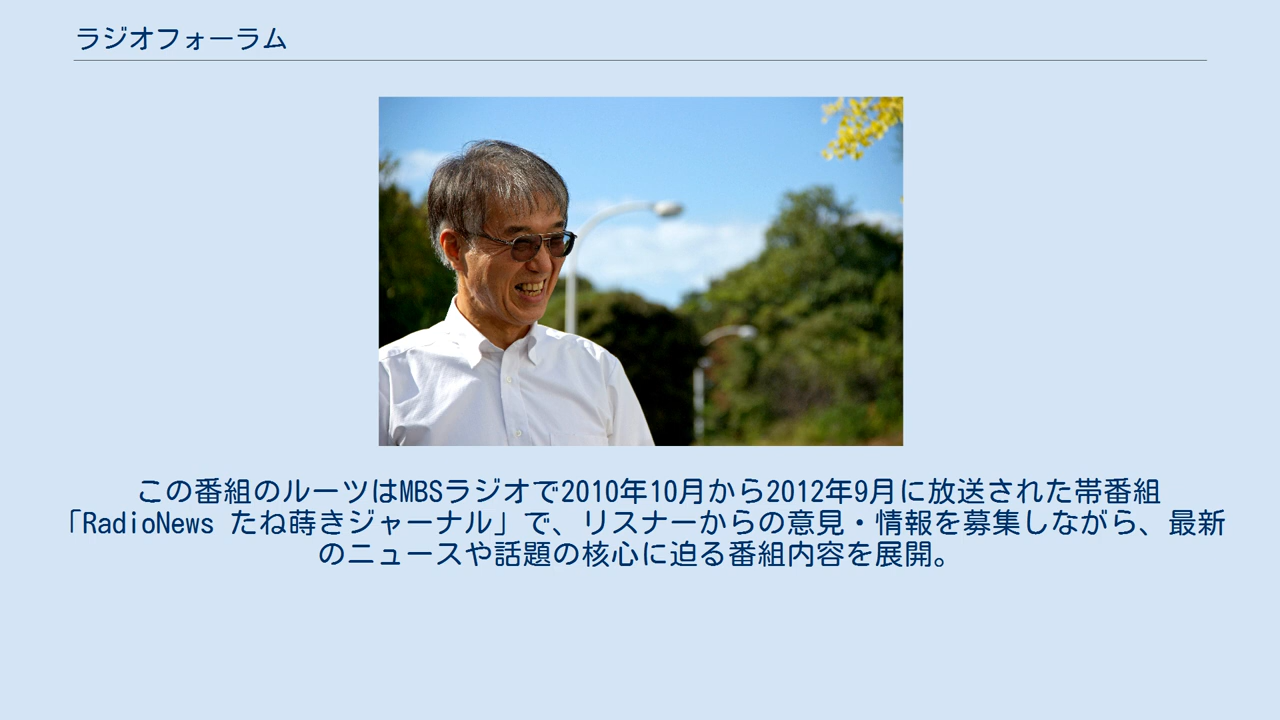 ラジオフォーラム
この番組のルーツはMBSラジオで2010年10月から2012年9月に放送された帯番組
「RadioNews たね蒔きジャーナル」で、リスナーからの意見・情報を募集しながら、最新
のニュースや話題の核心に迫る番組内容を展開。